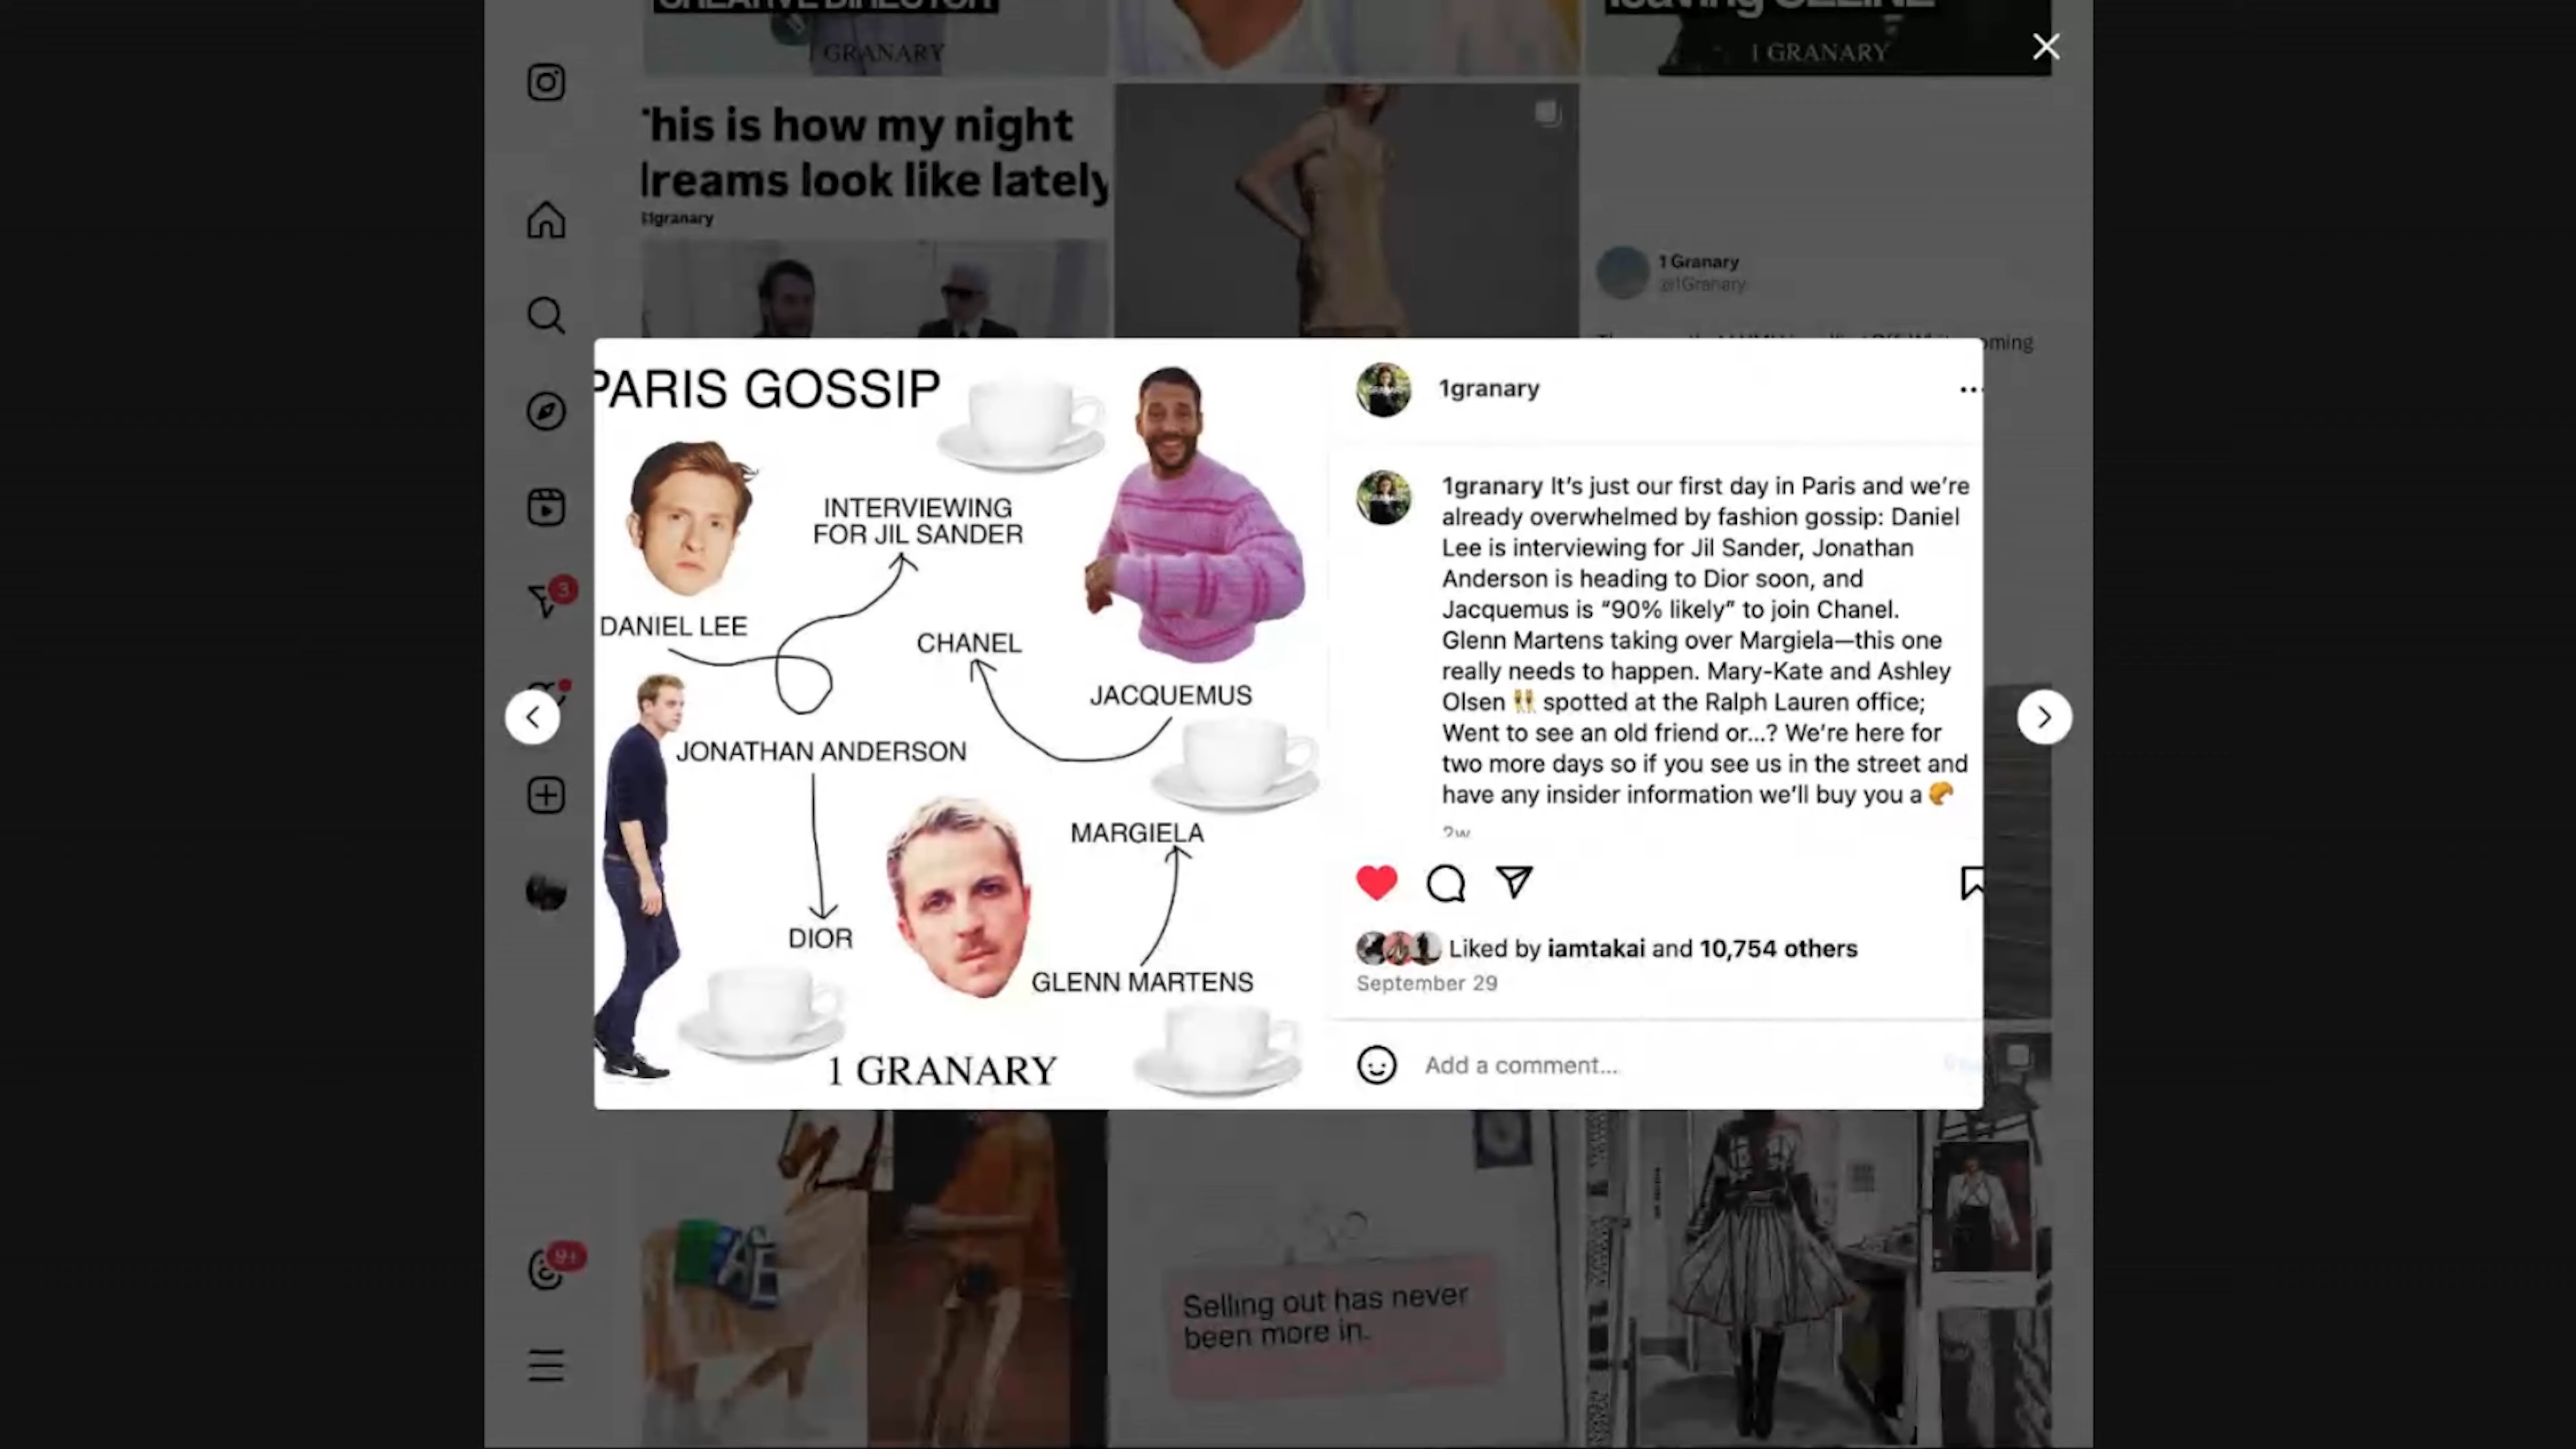 1 GRANARY
1 GRANARY
his is how my night
reams look like lately
1granary
1 Granary
@1Granary
oming
PARIS GOSSIP
INTERVIEWING
FOR JIL SANDER
DANIEL LEE
CHANEL
JACQUEMUS
JONATHAN ANDERSON
MARGIELA
DIOR
GLENN MARTENS
1 GRANARY
1granary
1granary It's just our first day in Paris and we're
already overwhelmed by fashion gossip: Daniel
Lee is interviewing for Jil Sander, Jonathan
Anderson is heading to Dior soon, and
Jacquemus is "90% likely" to join Chanel.
Glenn Martens taking over Margiela—this one
really needs to happen. Mary-Kate and Ashley
Olsen 👯 spotted at the Ralph Lauren office;
Went to see an old friend or...? We're here for
two more days so if you see us in the street and
have any insider information we'll buy you a 🥐
2w
Liked by iamtakai and 10,754 others
September 29
Add a comment...
3
9+
Selling out has never
been more in.